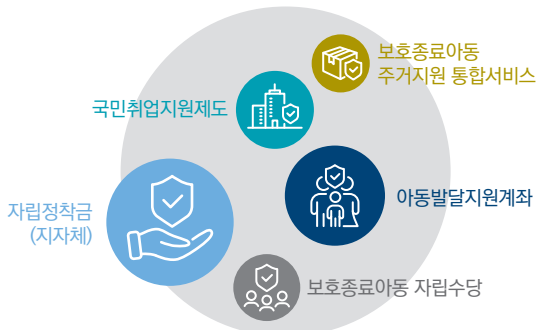 보호종료아동
주거지원 통합서비스
국민취업지원제도
아동발달지원계좌
자립정착금
(지자체)
보호종료아동 자립수당